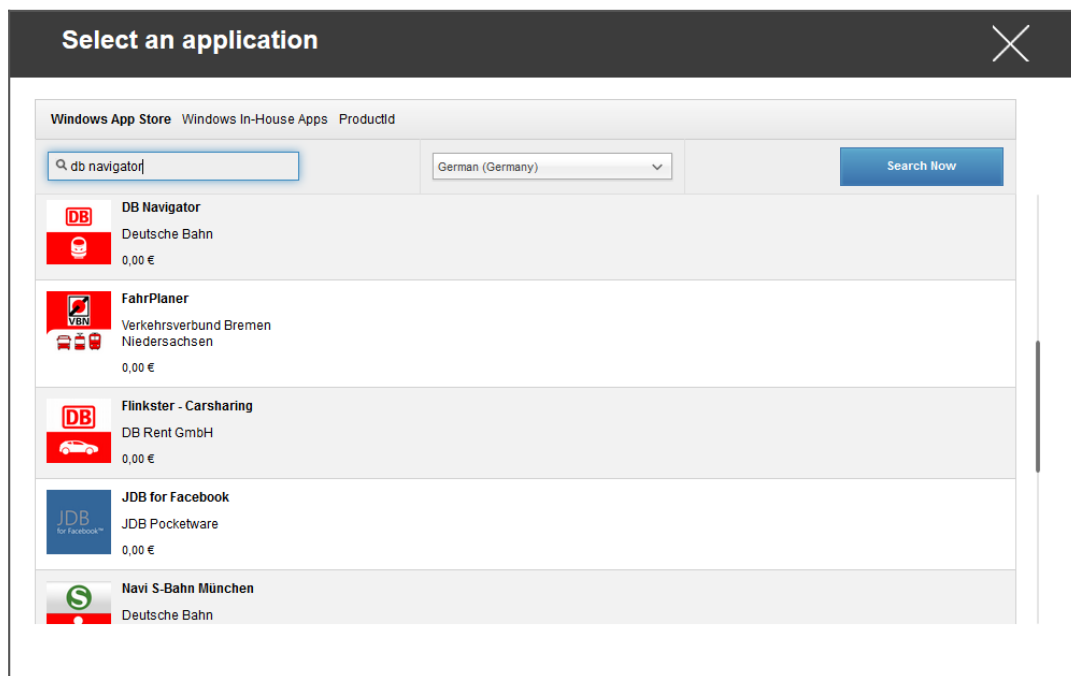 Select an application
Windows App Store Windows In-House Apps ProductId
db navigator German (Germany) Search Now
DB
DB Navigator
Deutsche Bahn
0,00 €
VBN
FahrPlaner
Verkehrsverbund Bremen
Niedersachsen
0,00 €
DB
Flinkster - Carsharing
DB Rent GmbH
0,00 €
JDB
for Facebook™
JDB for Facebook
JDB Pocketware
0,00 €
S
Navi S-Bahn München
Deutsche Bahn